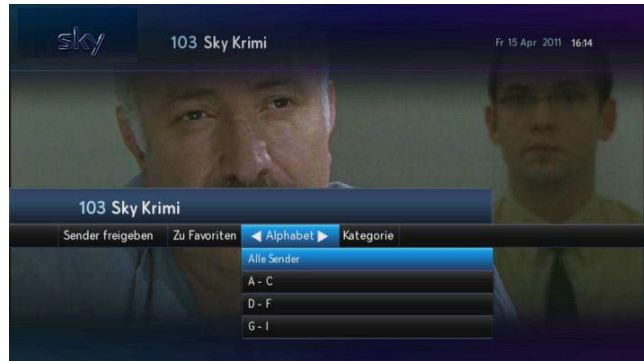 sky 103 Sky Krimi Fr 15 Apr 2011 16:14
103 Sky Krimi
Sender freigeben Zu Favoriten Alphabet Kategorie
Alle Sender
A - C
D - F
G - I